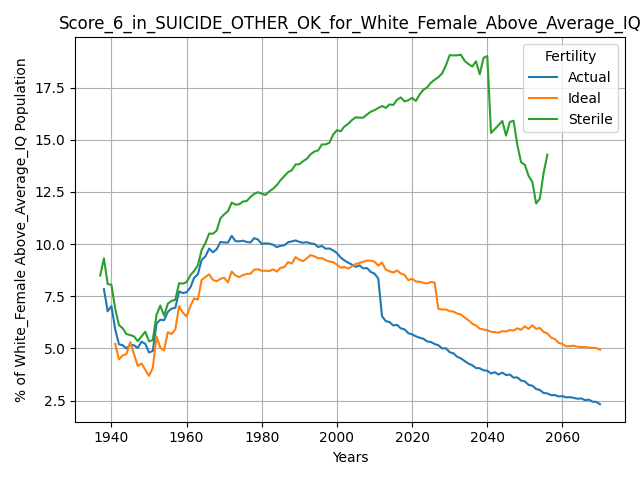 Score_6_in_SUICIDE_OTHER_OK_for_White_Female_Above_Average_IQ
% of White_Female Above_Average_IQ Population
17.5
15.0
12.5
10.0
7.5
5.0
2.5
Fertility
Actual
Ideal
Sterile
1940 1960 1980 2000 2020 2040 2060
Years